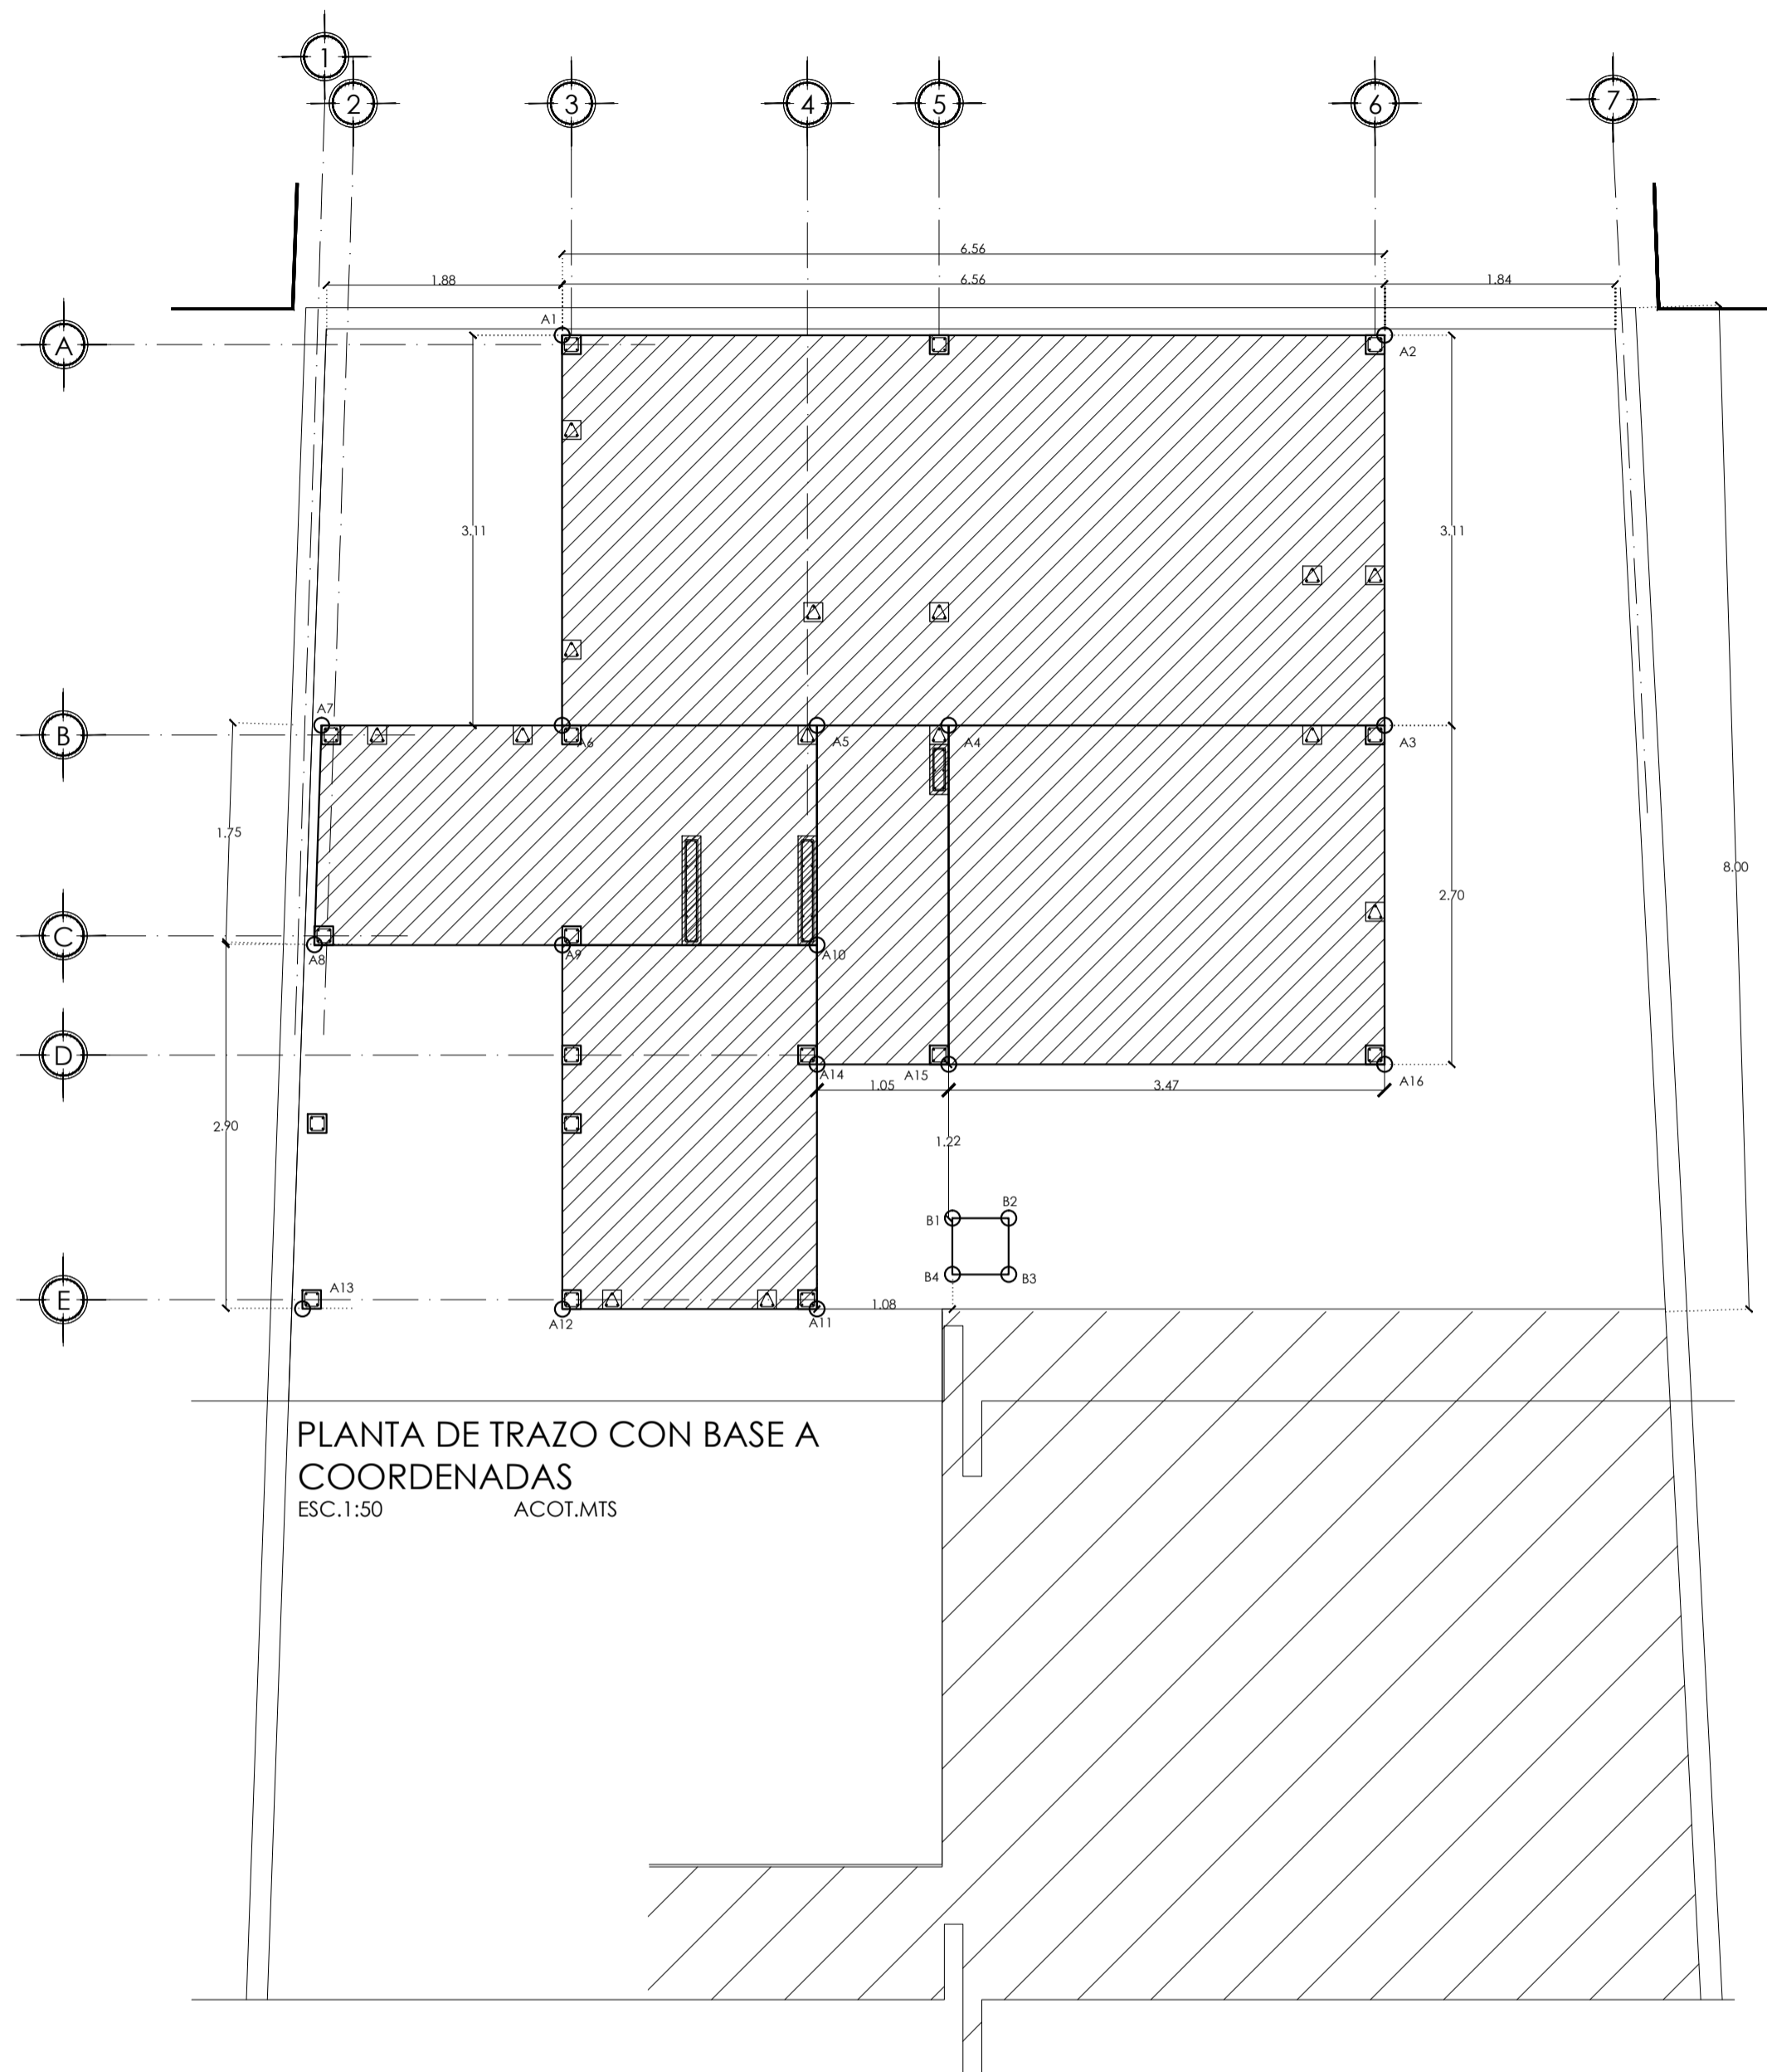 1
2
3
4
5
6
7
6.56
1.88
6.56
1.84
A1
A
A2
3.11
3.11
A7
B
A6
A5
A4
A3
1.75
8.00
2.70
C
A8
A9
A10
D
A14
A15
A16
1.05
3.47
2.90
1.22
B2
B1
B4
B3
A13
E
1.08
A12
A11
PLANTA DE TRAZO CON BASE A
COORDENADAS
ESC.1:50 ACOT.MTS